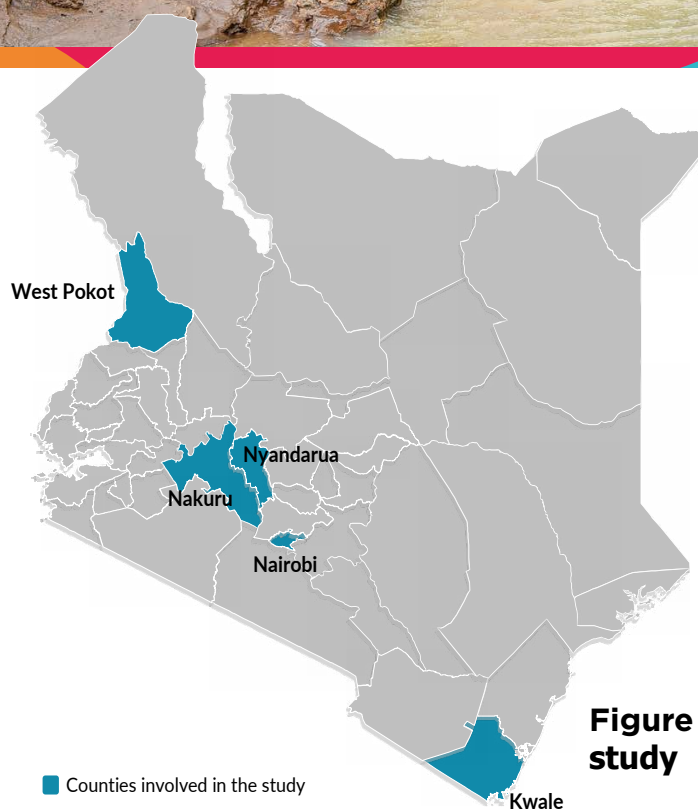 West Pokot
Nyandarua
Nakuru
Nairobi
Figure
study
Counties involved in the study
Kwale